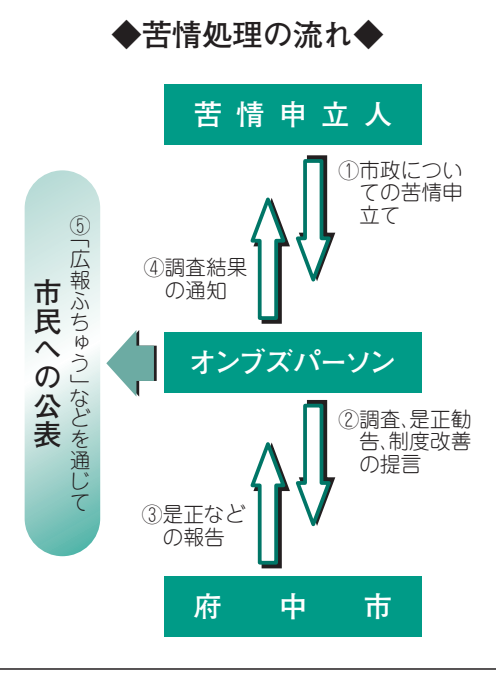 ◆苦情処理の流れ◆
苦情申立人
①市政につい
ての苦情申
立て
④調査結果
の通知
⑤「広報ふちゅう」などを通じて
市民への公表
オンブズパーソン
②調査、是正勧
告、制度改善
の提言
③是正など
の報告
府中市